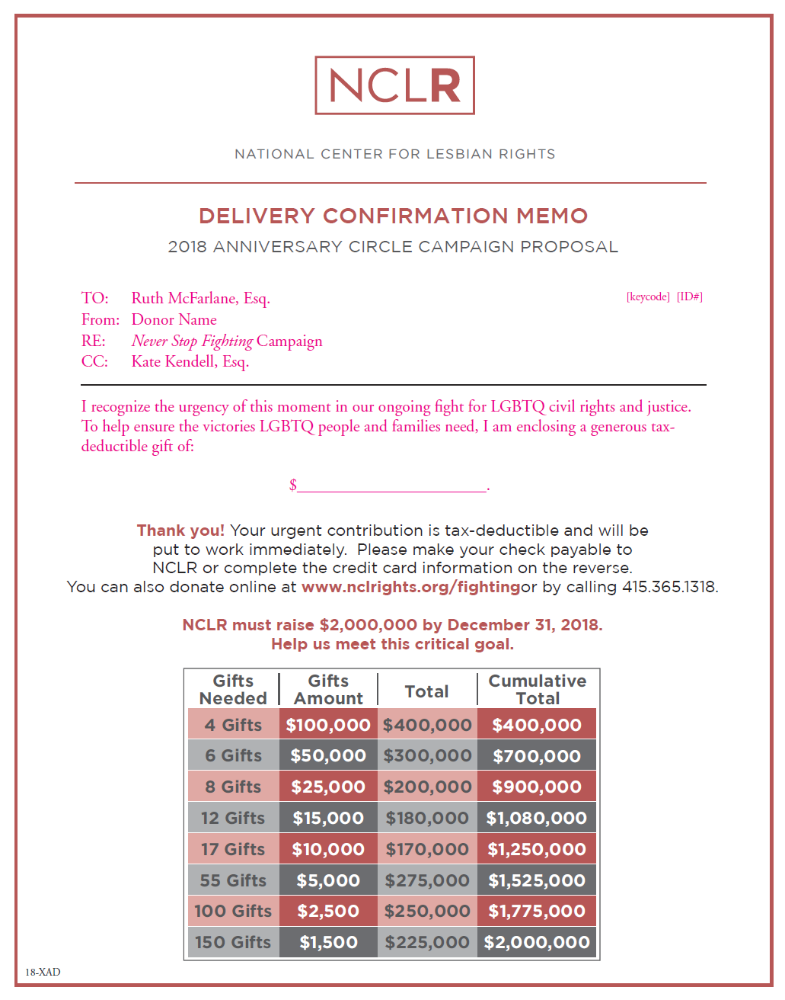 NCLR
NATIONAL CENTER FOR LESBIAN RIGHTS
DELIVERY CONFIRMATION MEMO
2018 ANNIVERSARY CIRCLE CAMPAIGN PROPOSAL
TO: Ruth McFarlane, Esq. [keycode] [ID#]
From: Donor Name
RE: Never Stop Fighting Campaign
CC: Kate Kendell, Esq.
I recognize the urgency of this moment in our ongoing fight for LGBTQ civil rights and justice.
To help ensure the victories LGBTQ people and families need, I am enclosing a generous tax-
deductible gift of:
$_______________________.
Thank you! Your urgent contribution is tax-deductible and will be
put to work immediately.  Please make your check payable to
NCLR or complete the credit card information on the reverse.
You can also donate online at www.nclrights.org/fightingor by calling 415.365.1318.
NCLR must raise $2,000,000 by December 31, 2018.
Help us meet this critical goal.
Gifts Needed | Gifts Amount | Total | Cumulative Total
4 Gifts $100,000 $400,000 $400,000
6 Gifts $50,000 $300,000 $700,000
8 Gifts $25,000 $200,000 $900,000
12 Gifts $15,000 $180,000 $1,080,000
17 Gifts $10,000 $170,000 $1,250,000
55 Gifts $5,000 $275,000 $1,525,000
100 Gifts $2,500 $250,000 $1,775,000
150 Gifts $1,500 $225,000 $2,000,000
18-XAD